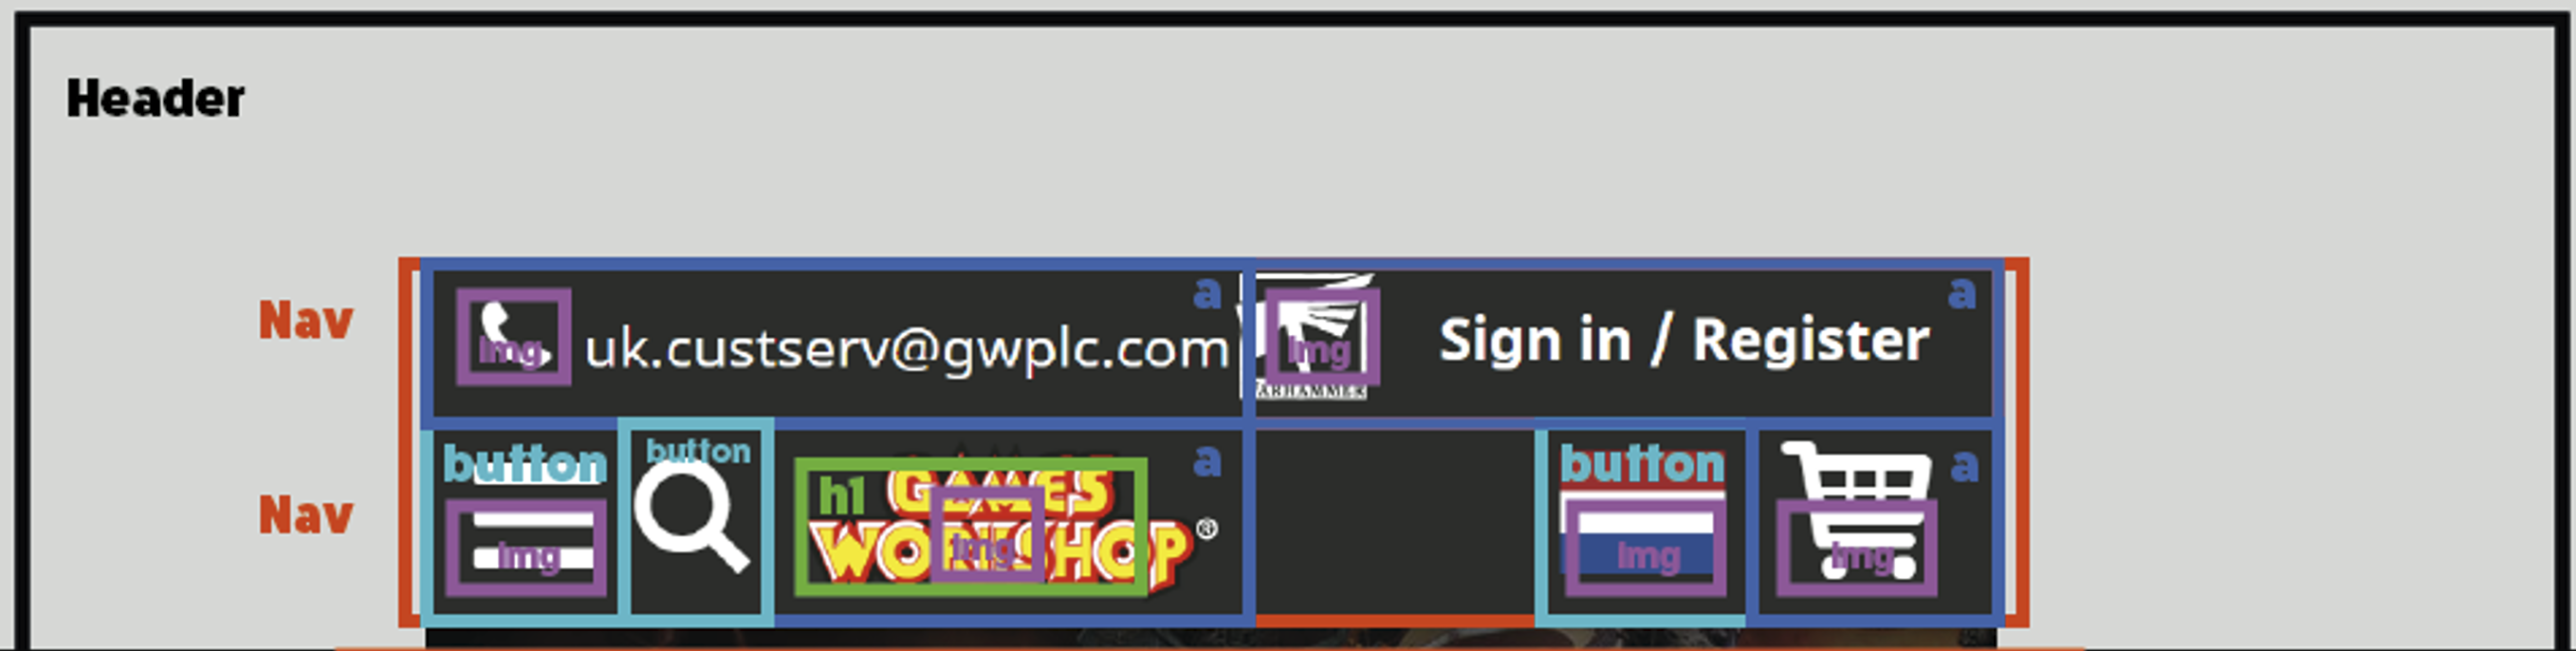 Header
Nav
a
a
img
uk.custserv@gwplc.com
img
Sign in / Register
WARHAMMER
Nav
button
button
a
button
a
h1
GAMES
WORKSHOP®
img
img
img
img